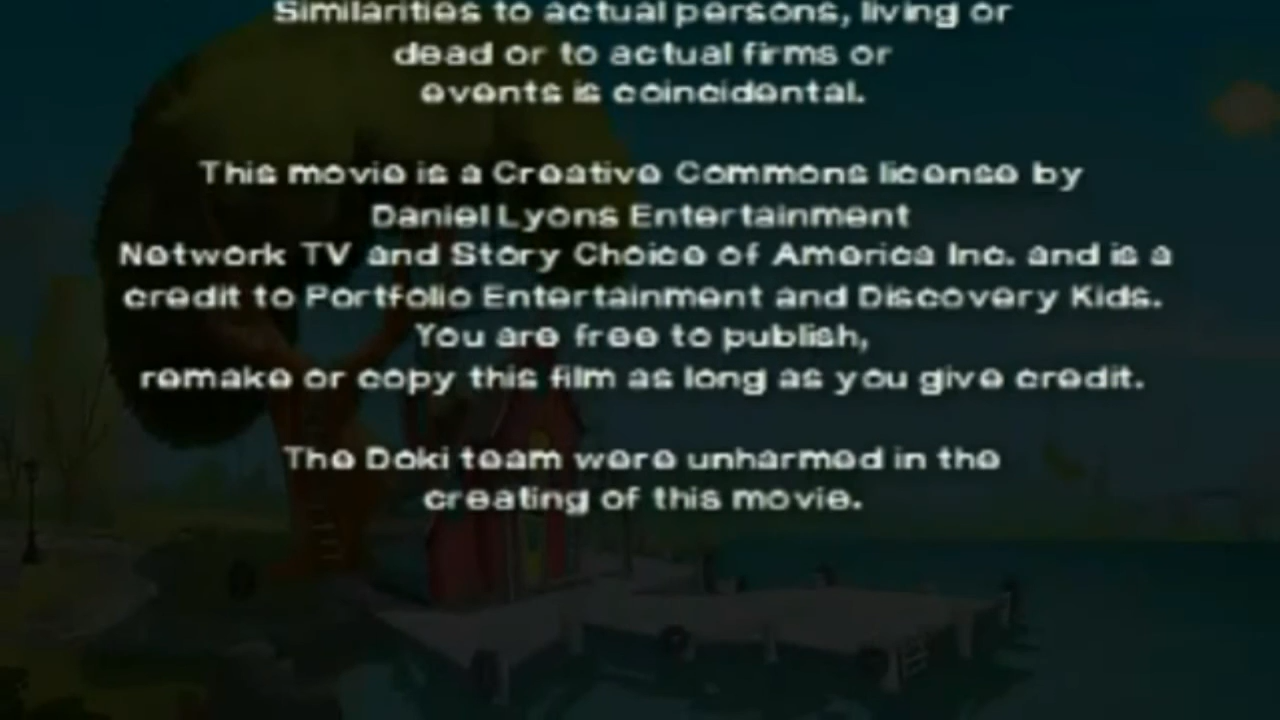 Similarities to actual persons, living or
dead or to actual firms or
events is coincidental.
This movie is a Creative Commons license by
Daniel Lyons Entertainment
Network TV and Story Choice of America Inc. and is a
credit to Portfolio Entertainment and Discovery Kids.
You are free to publish,
remake or copy this film as long as you give credit.
The Doki team were unharmed in the
creating of this movie.